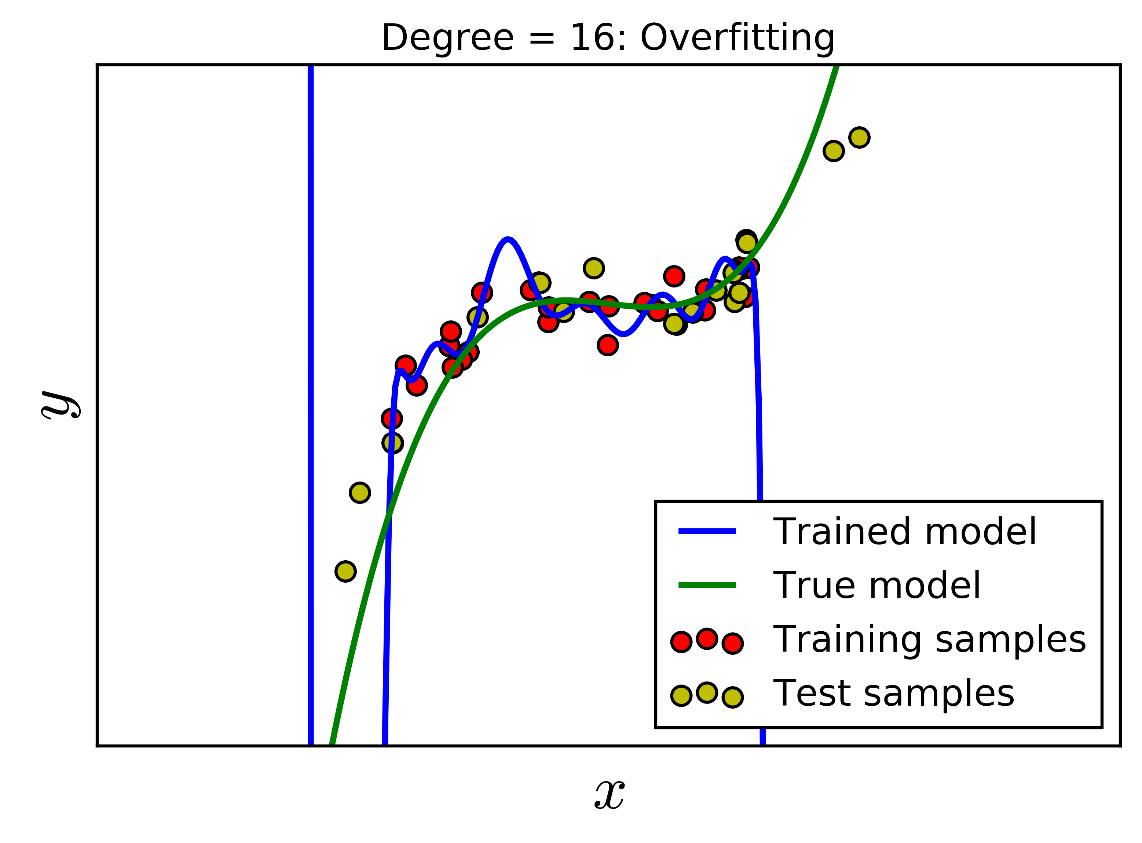 Degree = 16: Overfitting
y
Trained model
True model
Training samples
Test samples
x